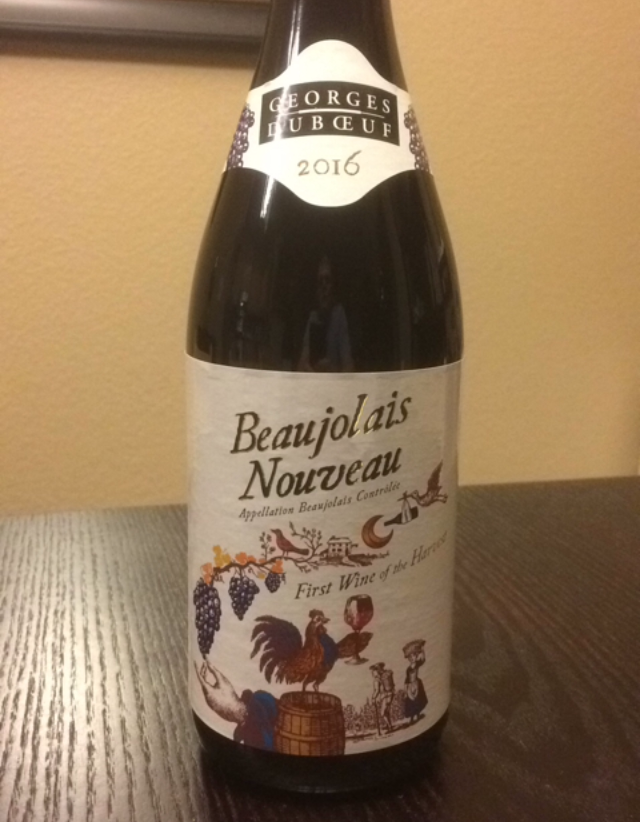 GEORGES
DUBŒUF
2016
Beaujolais
Nouveau
Appellation Beaujolais Contrôlée
First Wine of the Harvest